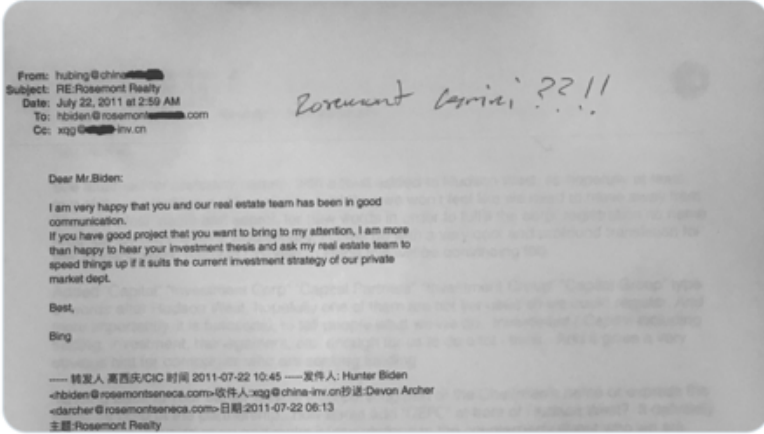 From: hubing@china
Subject: RE:Rosemont Realty
Date: July 22, 2011 at 2:59 AM
To: hbiden@rosemont .com
Cc: xqg@ -inv.cn
Rosemont ??!!
Dear Mr.Biden:
I am very happy that you and our real estate team has been in good
communication.
If you have good project that you want to bring to my attention, I am more
than happy to hear your investment thesis and ask my real estate team to
speed things up if it suits the current investment strategy of our private
market dept.
Best,
Bing
----- 转发人 高西庆/CIC 时间 2011-07-22 10:45 -----发件人: Hunter Biden
<hbiden@rosemontseneca.com>收件人:xqg@china-inv.cn抄送:Devon Archer
<darcher@rosemontseneca.com>日期:2011-07-22 06:13
主题:Rosemont Realty